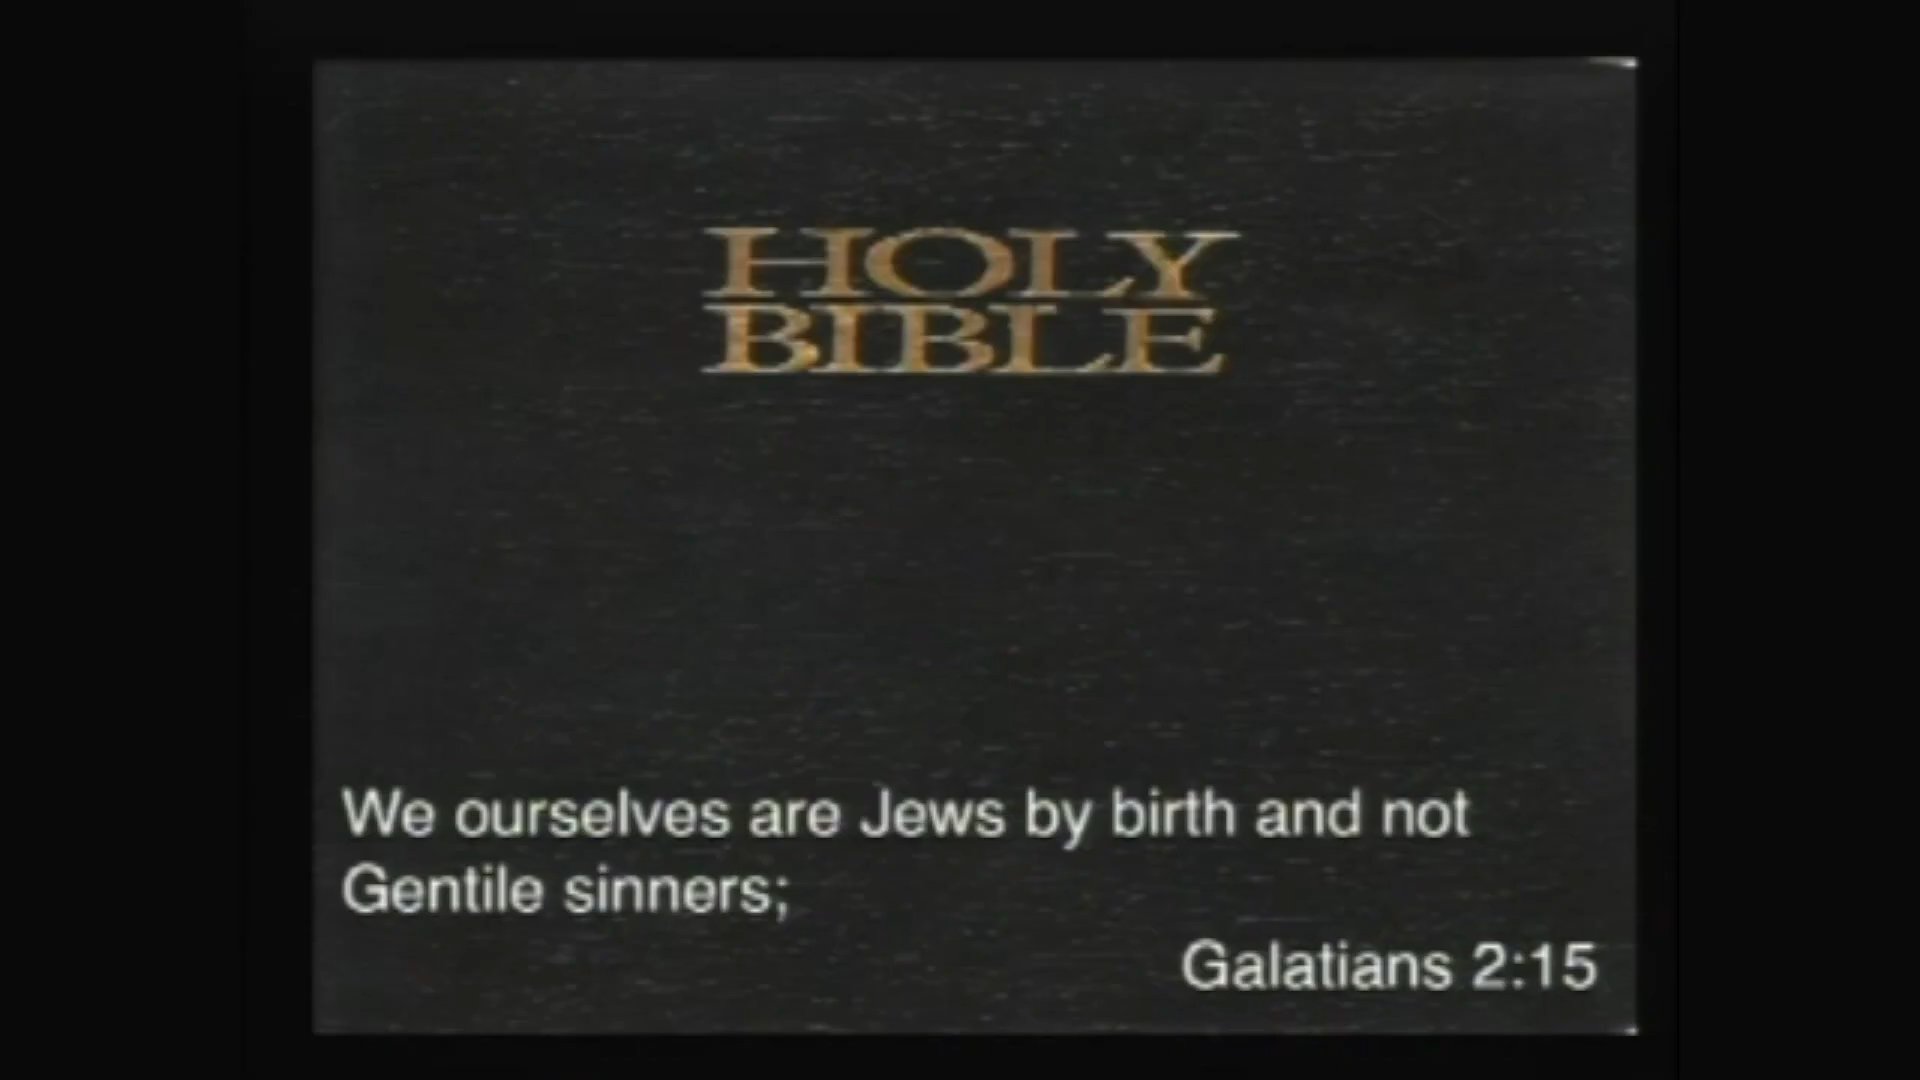 HOLY
BIBLE
We ourselves are Jews by birth and not
Gentile sinners;
Galatians 2:15